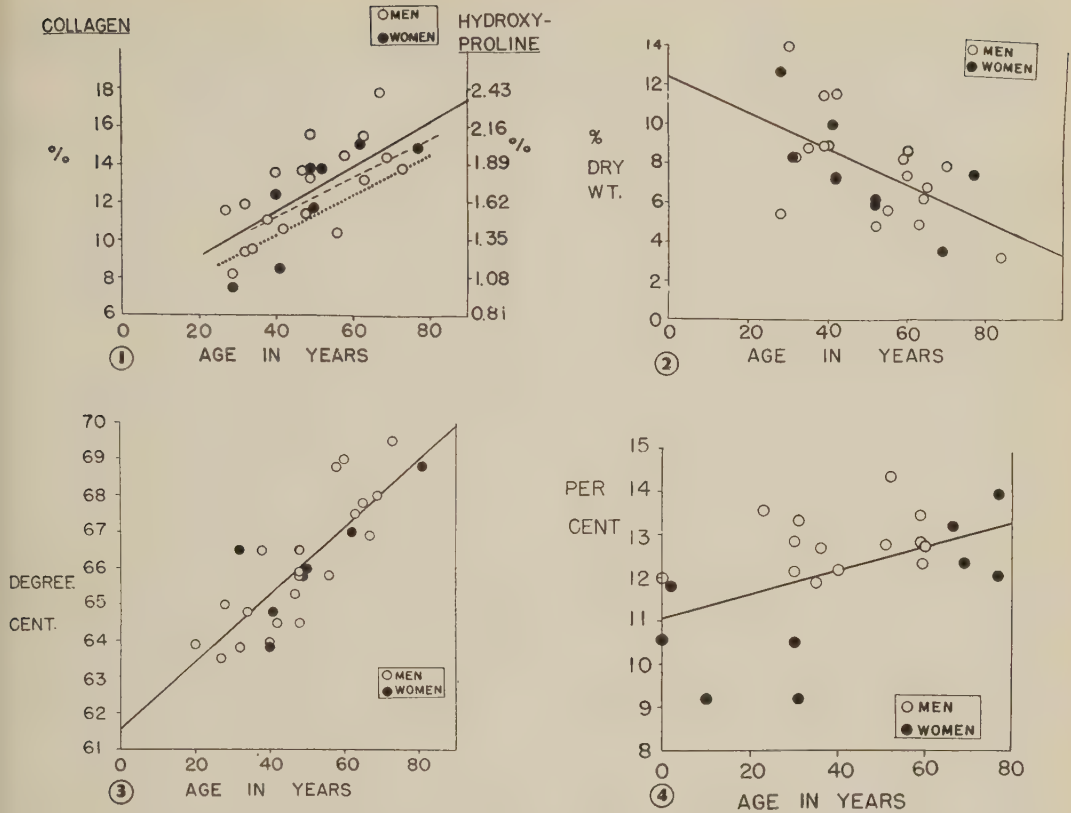 COLLAGEN
○ MEN
● WOMEN
HYDROXY-
PROLINE
18
16
14
12
10
8
6
%
2.43
2.16
1.89
1.62
1.35
1.08
0.81
%
0 20 40 60 80
AGE IN YEARS
1
14
12
10
8
6
4
2
0
%
DRY
WT.
○ MEN
● WOMEN
0 20 40 60 80
AGE IN YEARS
2
70
69
68
67
66
65
64
63
62
61
DEGREE
CENT.
○ MEN
● WOMEN
0 20 40 60 80
AGE IN YEARS
3
15
14
13
12
11
10
9
8
PER
CENT
○ MEN
● WOMEN
0 20 40 60 80
AGE IN YEARS
4